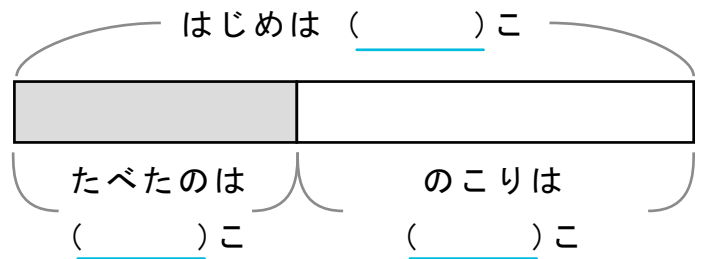 はじめは (　　　)こ
たべたのは
(　　　)こ
のこりは
(　　　)こ